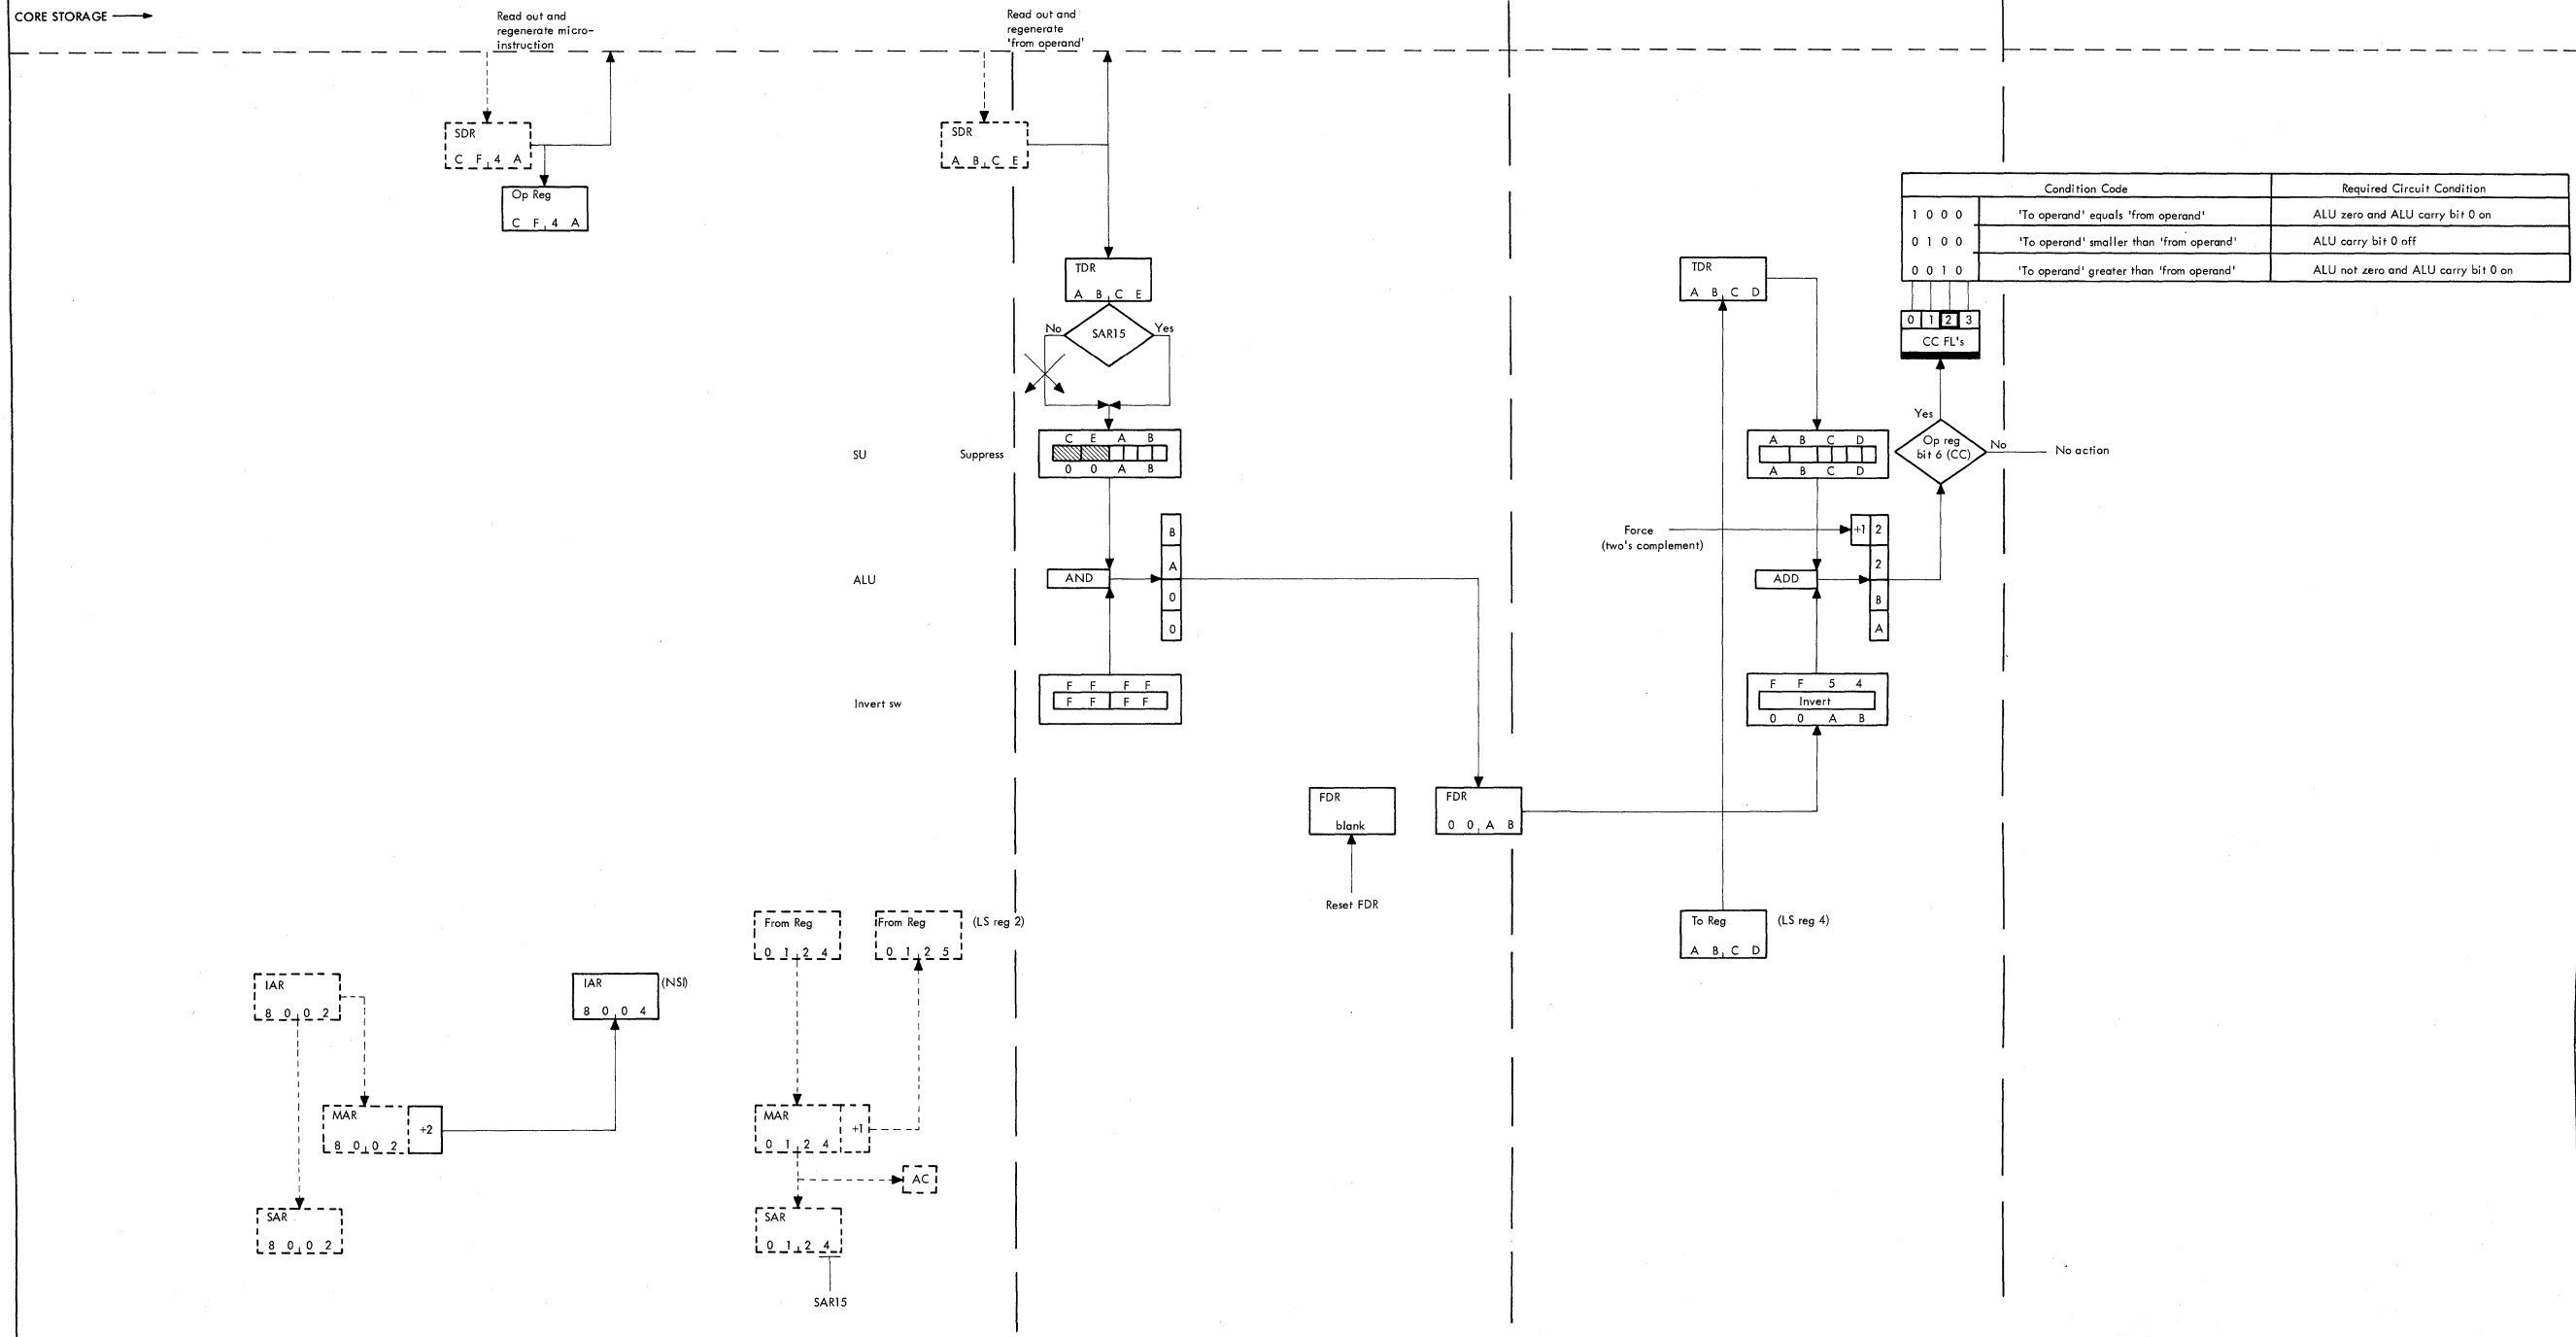 CORE STORAGE
Read out and
regenerate micro-
instruction
Read out and
regenerate
'from operand'
SDR
C F 4 A
Op Reg
C F 4 A
SDR
A B C E
TDR
A B C E
No
SAR15
Yes
SU
Suppress
C E A B
0 0 A B
ALU
AND
B
A
0
0
Invert sw
F F F F
F F F F
FDR
blank
Reset FDR
FDR
0 0 A B
TDR
A B C D
A B C D
A B C D
Force
(two's complement)
+1
2
2
B
A
ADD
F F 5 4
Invert
0 0 A B
To Reg
A B C D
(LS reg 4)
Condition Code
Required Circuit Condition
1 0 0 0 'To operand' equals 'from operand' ALU zero and ALU carry bit 0 on
0 1 0 0 'To operand' smaller than 'from operand' ALU carry bit 0 off
0 0 1 0 'To operand' greater than 'from operand' ALU not zero and ALU carry bit 0 on
0 1 2 3
CC FL's
Yes
Op reg
bit 6 (CC)
No
No action
From Reg
0 1 2 4
From Reg
0 1 2 5
(LS reg 2)
IAR
8 0 0 2
IAR
8 0 0 4
(NSI)
MAR
8 0 0 2
+2
MAR
0 1 2 4
+1
AC
SAR
8 0 0 2
SAR
0 1 2 4
SAR15